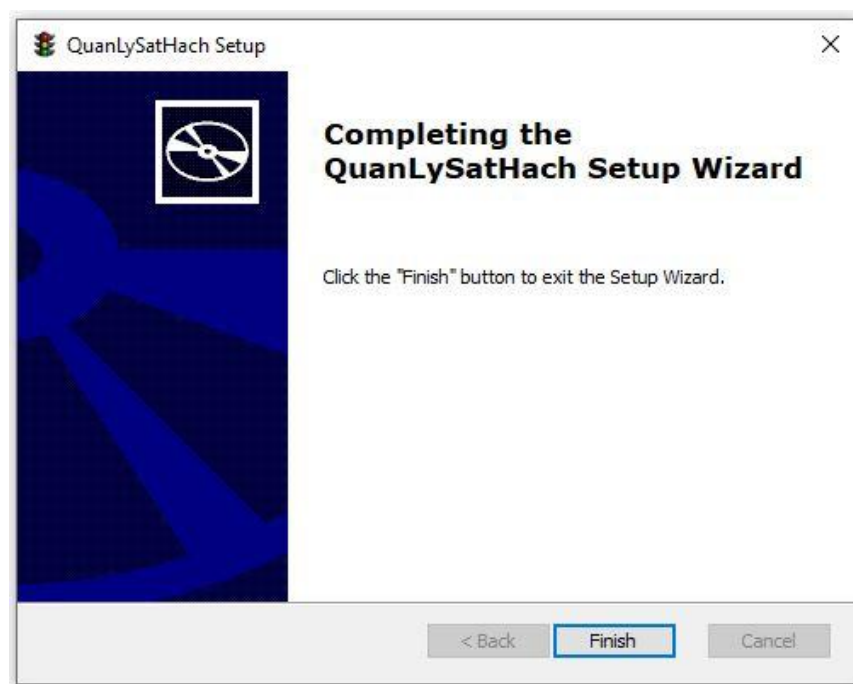 QuanLySatHach Setup
Completing the
QuanLySatHach Setup Wizard
Click the "Finish" button to exit the Setup Wizard.
< Back
Finish
Cancel